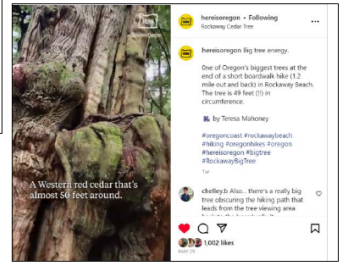 hereisoregon • Following
Rockaway Cedar Tree
hereisoregon Big tree energy.
One of Oregon's biggest trees at the
end of a short boardwalk hike (1.2
mile out and back) in Rockaway Beach.
The tree is 49 feet (!!) in
circumference.
by Teresa Mahoney
#oregoncoast #rockawaybeach
#hiking #oregonhikes #oregon
#hereisoregon #bigtree
#RockawayBigTree
1w
chelley.b Also... there's a really big
tree obscuring the hiking path that
leads from the tree viewing area
A Western red cedar that's
almost 50 feet around.
1,002 likes